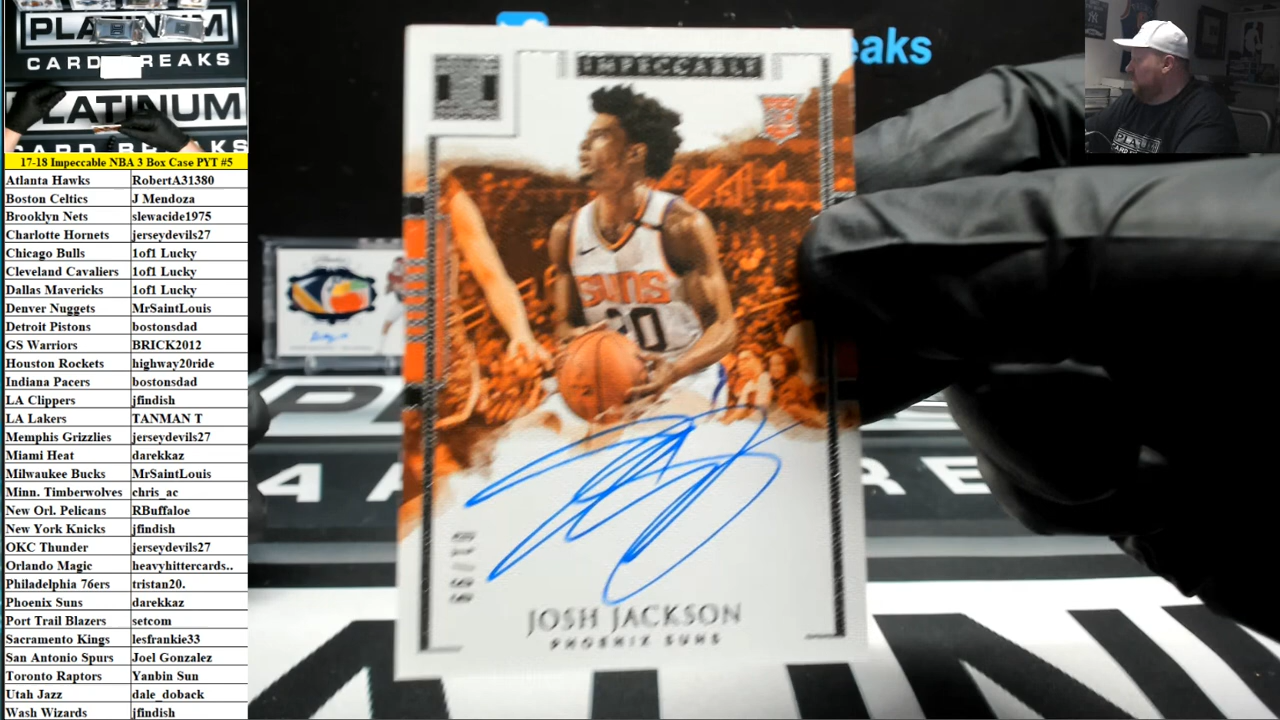 PLATINUM
CARD BREAKS
PLATINUM
CARD BREAKS
17-18 Impeccable NBA 3 Box Case PYT #5
Atlanta Hawks RobertA31380
Boston Celtics J Mendoza
Brooklyn Nets slewacide1975
Charlotte Hornets jerseydevils27
Chicago Bulls 1of1 Lucky
Cleveland Cavaliers 1of1 Lucky
Dallas Mavericks 1of1 Lucky
Denver Nuggets MrSaintLouis
Detroit Pistons bostonsdad
GS Warriors BRICK2012
Houston Rockets highway20ride
Indiana Pacers bostonsdad
LA Clippers jfindish
LA Lakers TANMAN T
Memphis Grizzlies jerseydevils27
Miami Heat darekkaz
Milwaukee Bucks MrSaintLouis
Minn. Timberwolves chris_ac
New Orl. Pelicans RBuffaloe
New York Knicks jfindish
OKC Thunder jerseydevils27
Orlando Magic heavyhittercards..
Philadelphia 76ers tristan20.
Phoenix Suns darekkaz
Port Trail Blazers setcom
Sacramento Kings lesfrankie33
San Antonio Spurs Joel Gonzalez
Toronto Raptors Yanbin Sun
Utah Jazz dale_doback
Wash Wizards jfindish
eaks
IMPECCABLE
RC
SUNS
20
JOSH JACKSON
PHOENIX SUNS